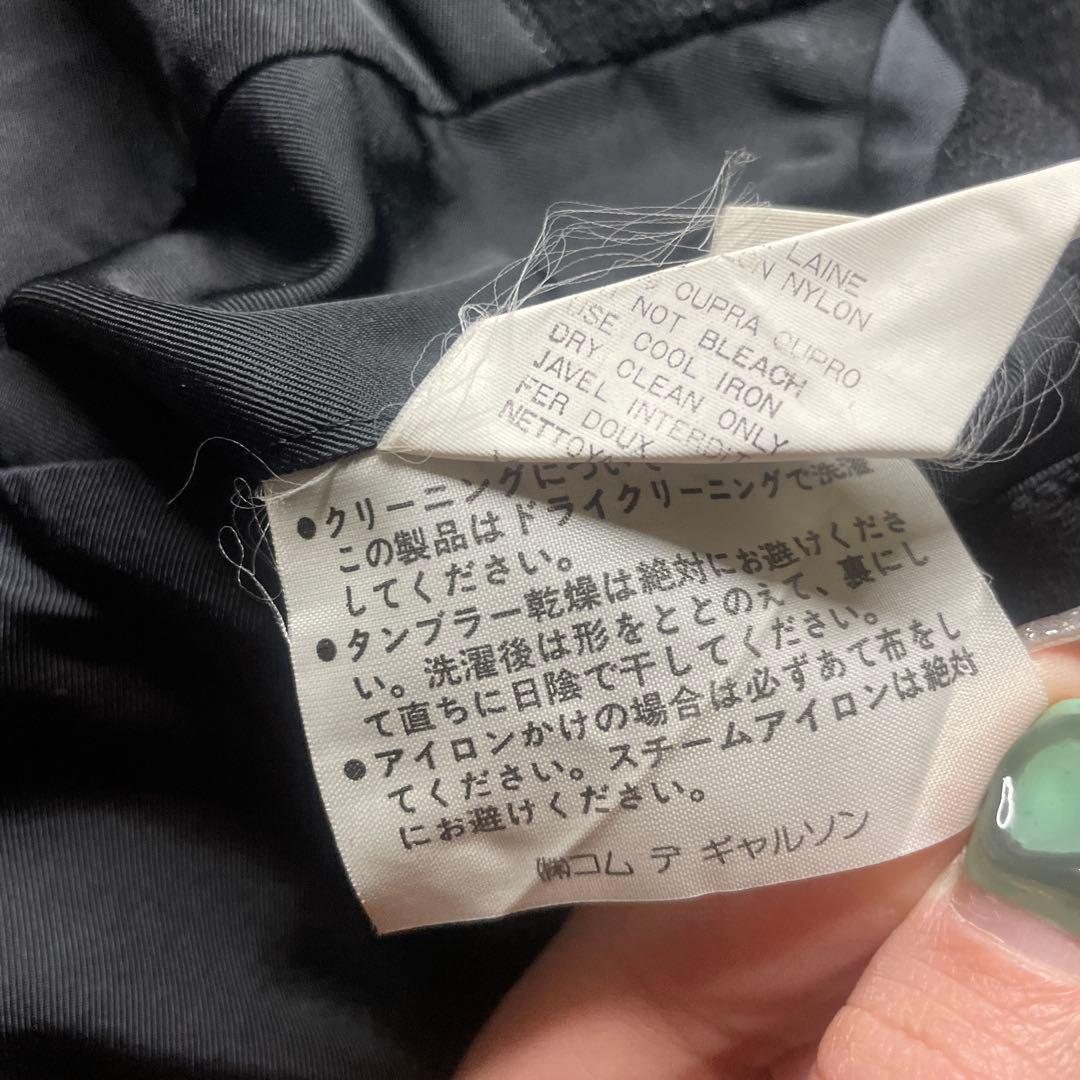 LAINE
NYLON
CUPRA CUPRO
NOT BLEACH
COOL IRON
DRY CLEAN ONLY
JAVEL INTERDIT
FER DOUX
NETTOY
●クリーニングについて
この製品はドライクリーニングで洗濯
してください。
●タンブラー乾燥は絶対にお避けくださ
い。洗濯後は形をととのえて、裏にし
て直ちに日陰で干してください。
●アイロンかけの場合は必ずあて布をし
てください。スチームアイロンは絶対
にお避けください。
㈱コム デ ギャルソン